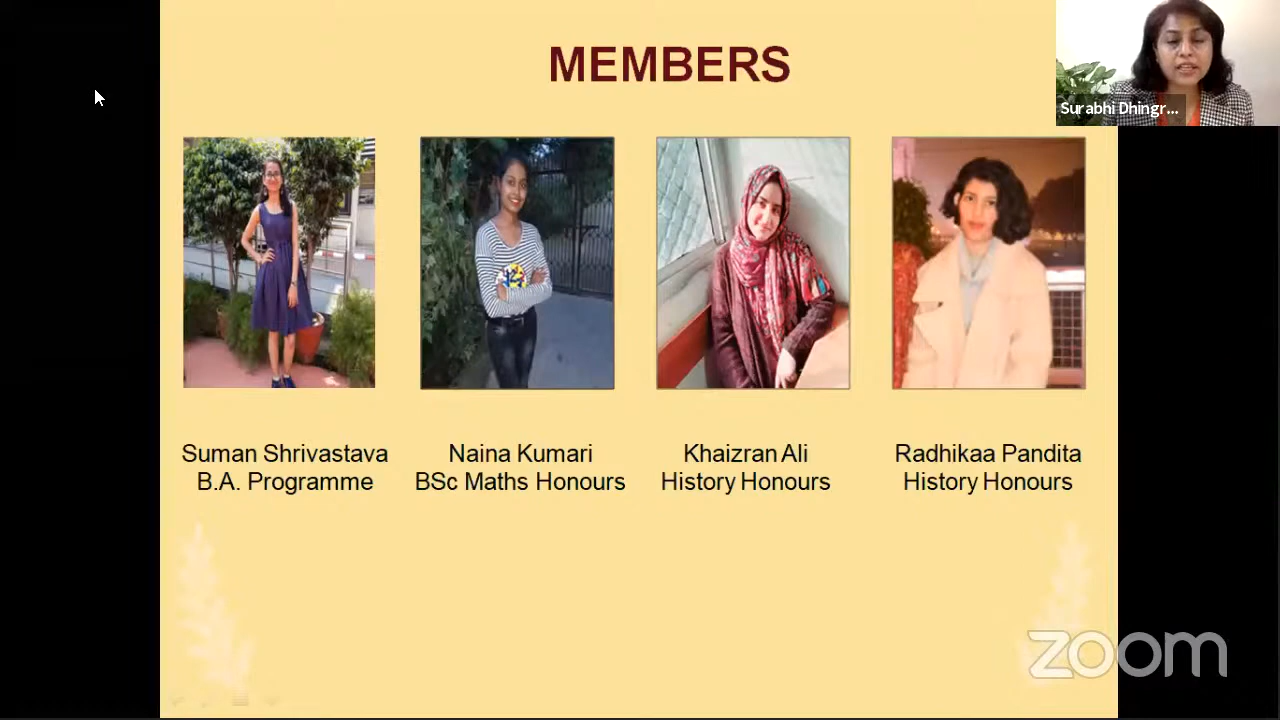 MEMBERS
Surabhi Dhingr...
Suman Shrivastava
B.A. Programme
Naina Kumari
BSc Maths Honours
Khaizran Ali
History Honours
Radhikaa Pandita
History Honours
zoom